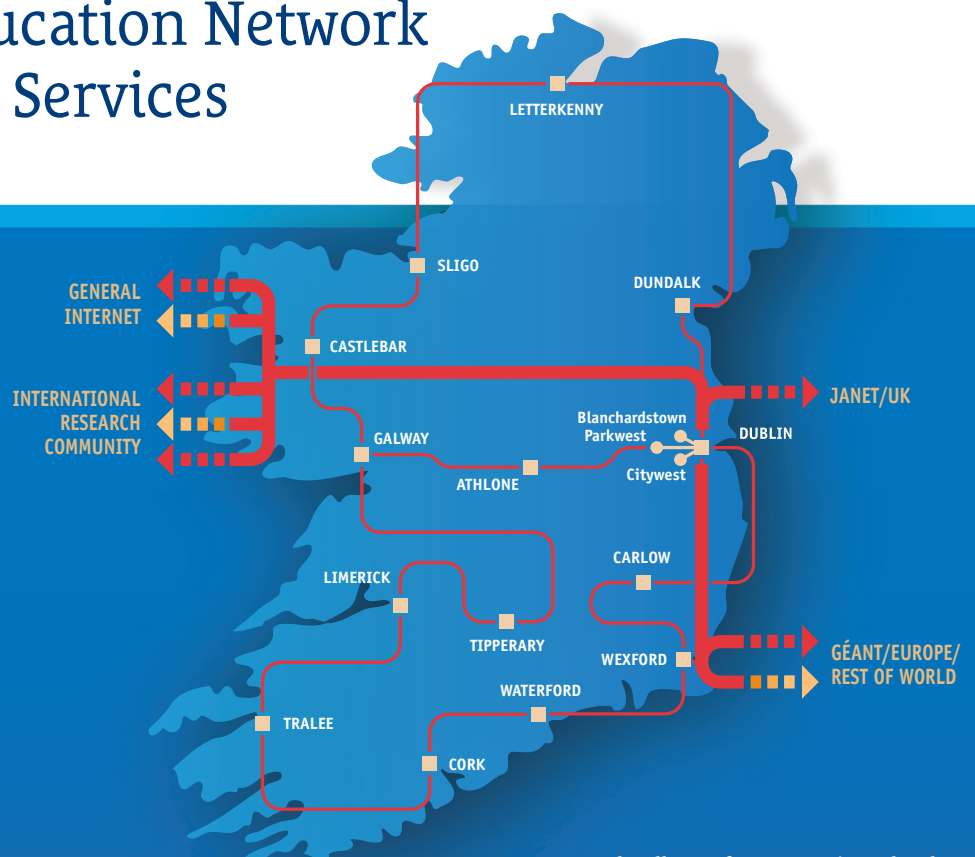 Education Network
Services
LETTERKENNY
SLIGO
DUNDALK
GENERAL
INTERNET
CASTLEBAR
INTERNATIONAL
RESEARCH
COMMUNITY
JANET/UK
Blanchardstown
Parkwest
DUBLIN
GALWAY
Citywest
ATHLONE
CARLOW
LIMERICK
TIPPERARY
WEXFORD
GÉANT/EUROPE/
REST OF WORLD
WATERFORD
TRALEE
CORK